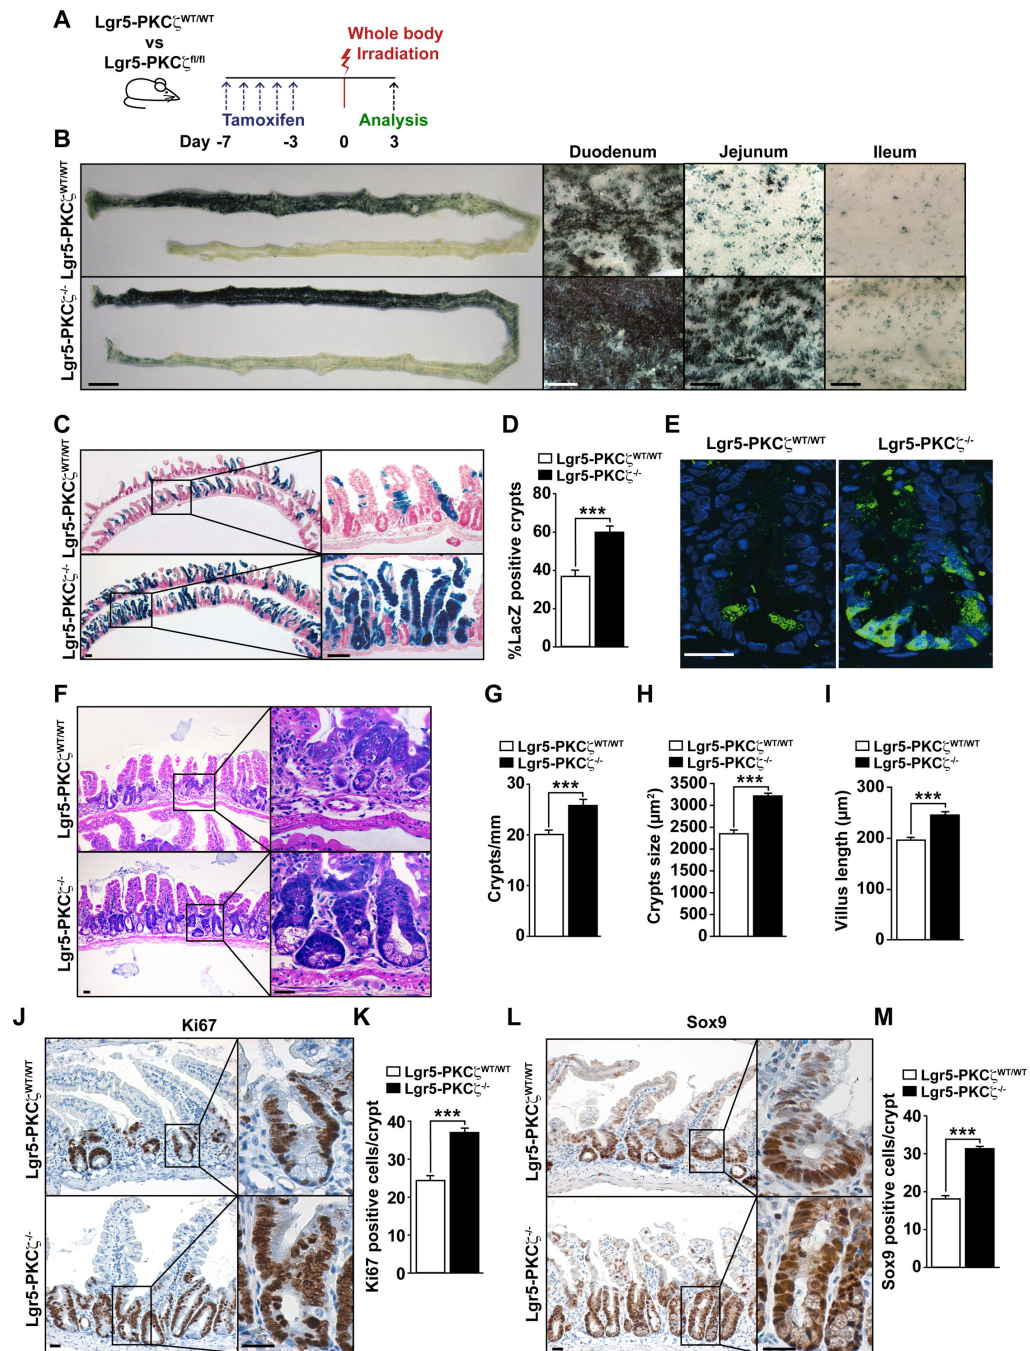 A
Lgr5-PKCζWT/WT
vs
Lgr5-PKCζfl/fl
Whole body
Irradiation
Tamoxifen
Analysis
Day -7 -3 0 3
B
Duodenum Jejunum Ileum
Lgr5-PKCζWT/WT
Lgr5-PKCζ-/-
C
Lgr5-PKCζWT/WT
Lgr5-PKCζ-/-
D
Lgr5-PKCζWT/WT
Lgr5-PKCζ-/-
%LacZ positive crypts
80
60
40
20
0
***
E
Lgr5-PKCζWT/WT Lgr5-PKCζ-/-
F
Lgr5-PKCζWT/WT
Lgr5-PKCζ-/-
G
Lgr5-PKCζWT/WT
Lgr5-PKCζ-/-
Crypts/mm
30
20
10
0
***
H
Lgr5-PKCζWT/WT
Lgr5-PKCζ-/-
Crypts size (µm²)
3500
3000
2500
2000
1500
1000
500
0
***
I
Lgr5-PKCζWT/WT
Lgr5-PKCζ-/-
Villus length (µm)
300
200
100
0
***
J
Ki67
Lgr5-PKCζWT/WT
Lgr5-PKCζ-/-
K
Lgr5-PKCζWT/WT
Lgr5-PKCζ-/-
Ki67 positive cells/crypt
40
30
20
10
0
***
L
Sox9
Lgr5-PKCζWT/WT
Lgr5-PKCζ-/-
M
Lgr5-PKCζWT/WT
Lgr5-PKCζ-/-
Sox9 positive cells/crypt
40
30
20
10
0
***